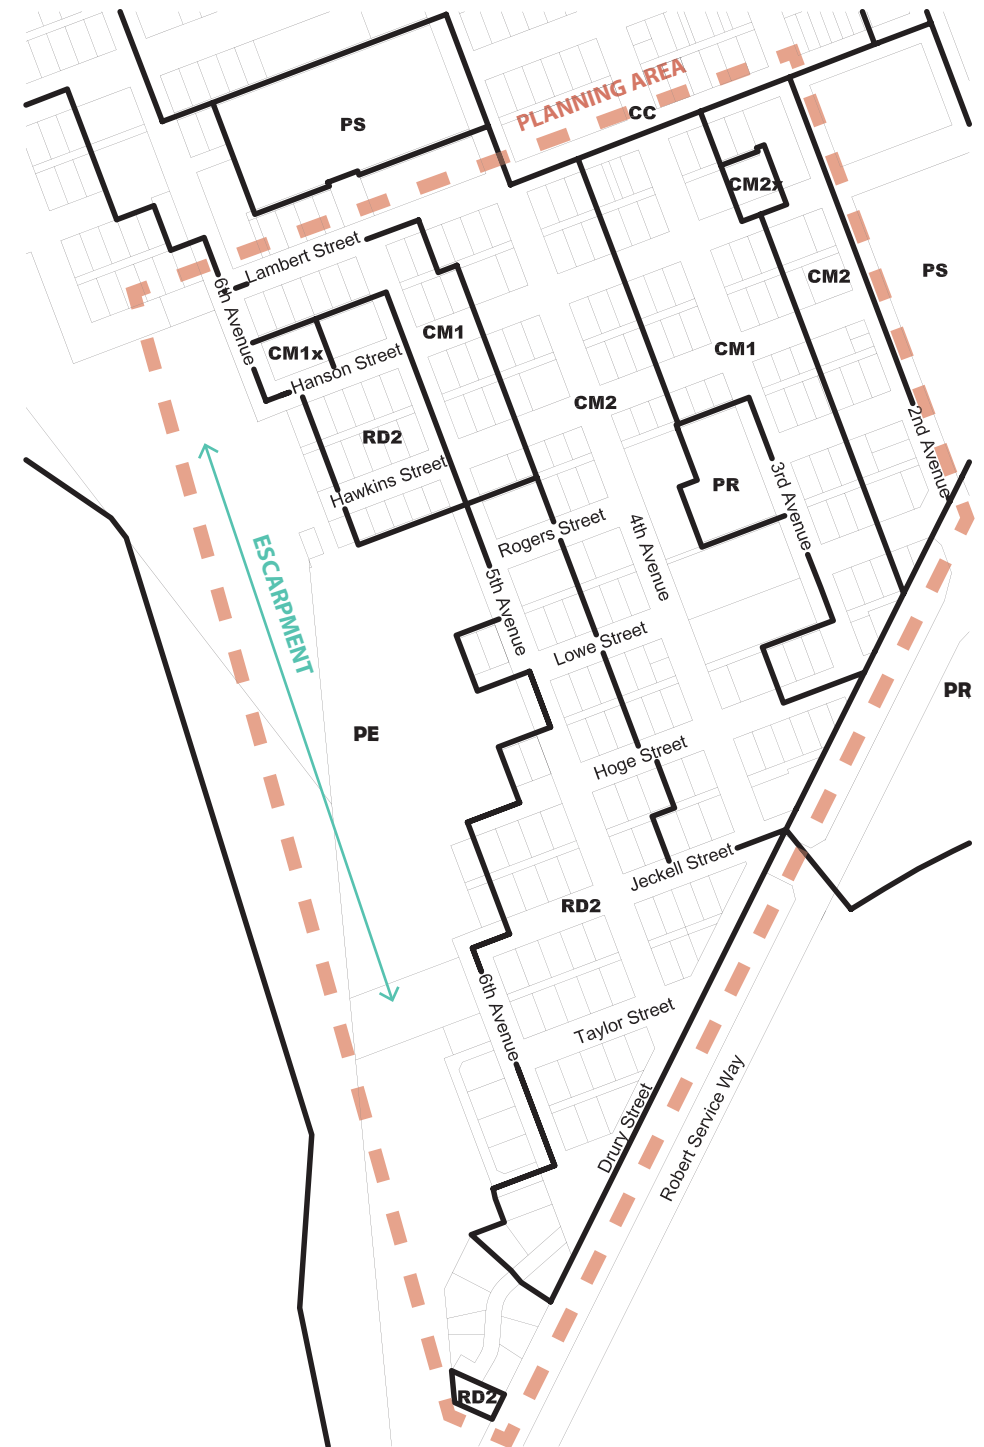 PLANNING AREA
CC
PS
CM2x
Lambert Street
CM2
PS
6th Avenue
CM1
CM1x
CM1
Hanson Street
CM2
RD2
2nd Avenue
Hawkins Street
PR
3rd Avenue
Rogers Street
4th Avenue
ESCARPMENT
5th Avenue
Lowe Street
PR
PE
Hoge Street
Jeckell Street
RD2
6th Avenue
Taylor Street
Drury Street
Robert Service Way
RD2